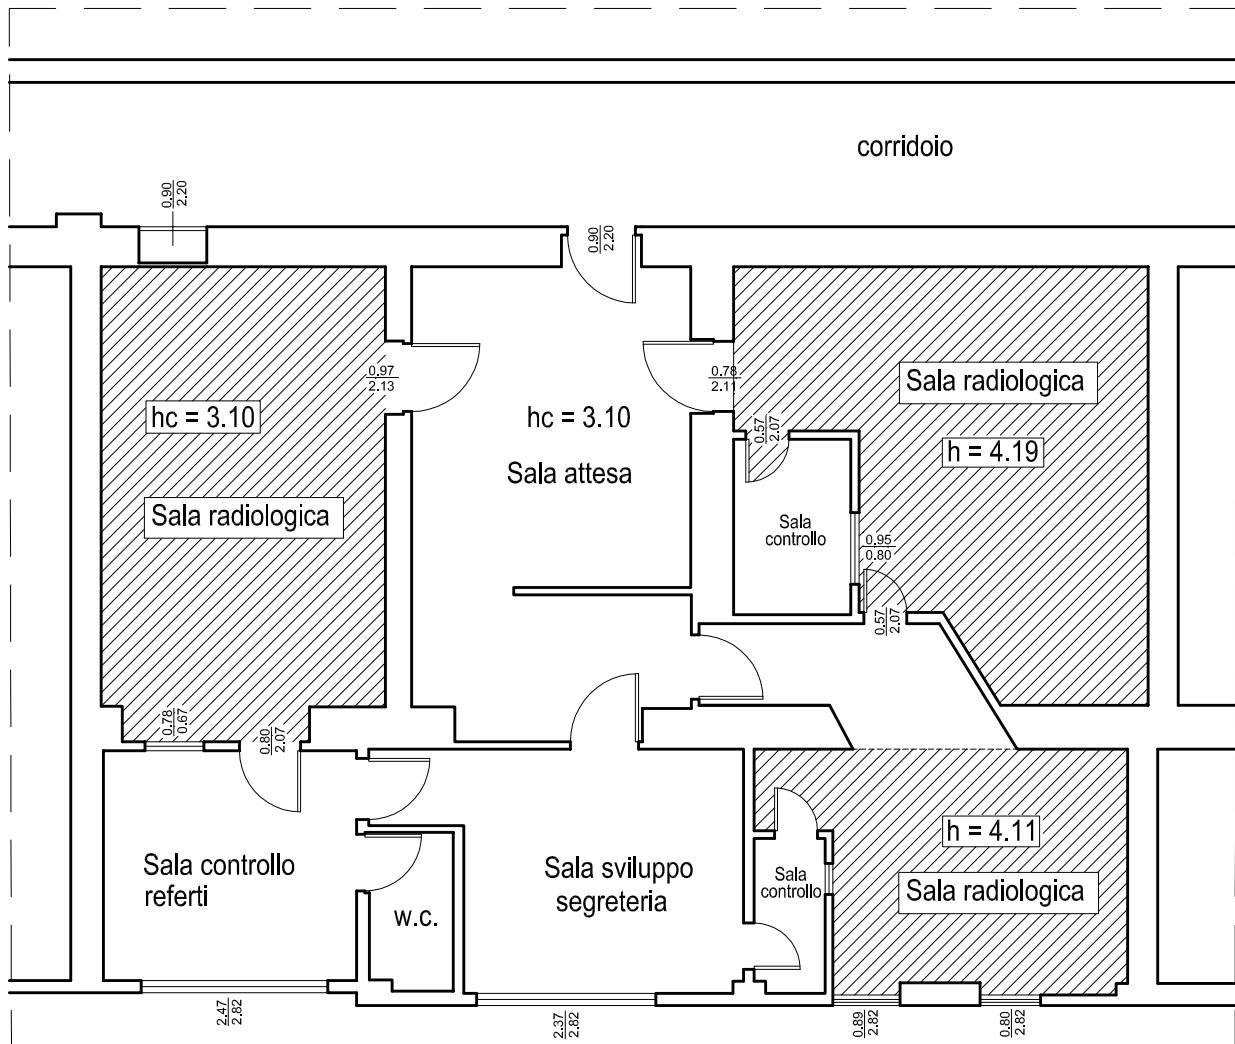 corridoio
0.90
2.20
0.90
2.20
0.97
2.13
0.78
2.11
Sala radiologica
hc = 3.10
hc = 3.10
0.57
2.07
h = 4.19
Sala attesa
Sala radiologica
Sala
controllo
0.95
0.80
0.57
2.07
0.78
0.67
0.80
2.07
h = 4.11
Sala controllo
referti
Sala sviluppo
segreteria
Sala
controllo
Sala radiologica
w.c.
2.47
2.82
2.37
2.82
0.89
2.82
0.80
2.82